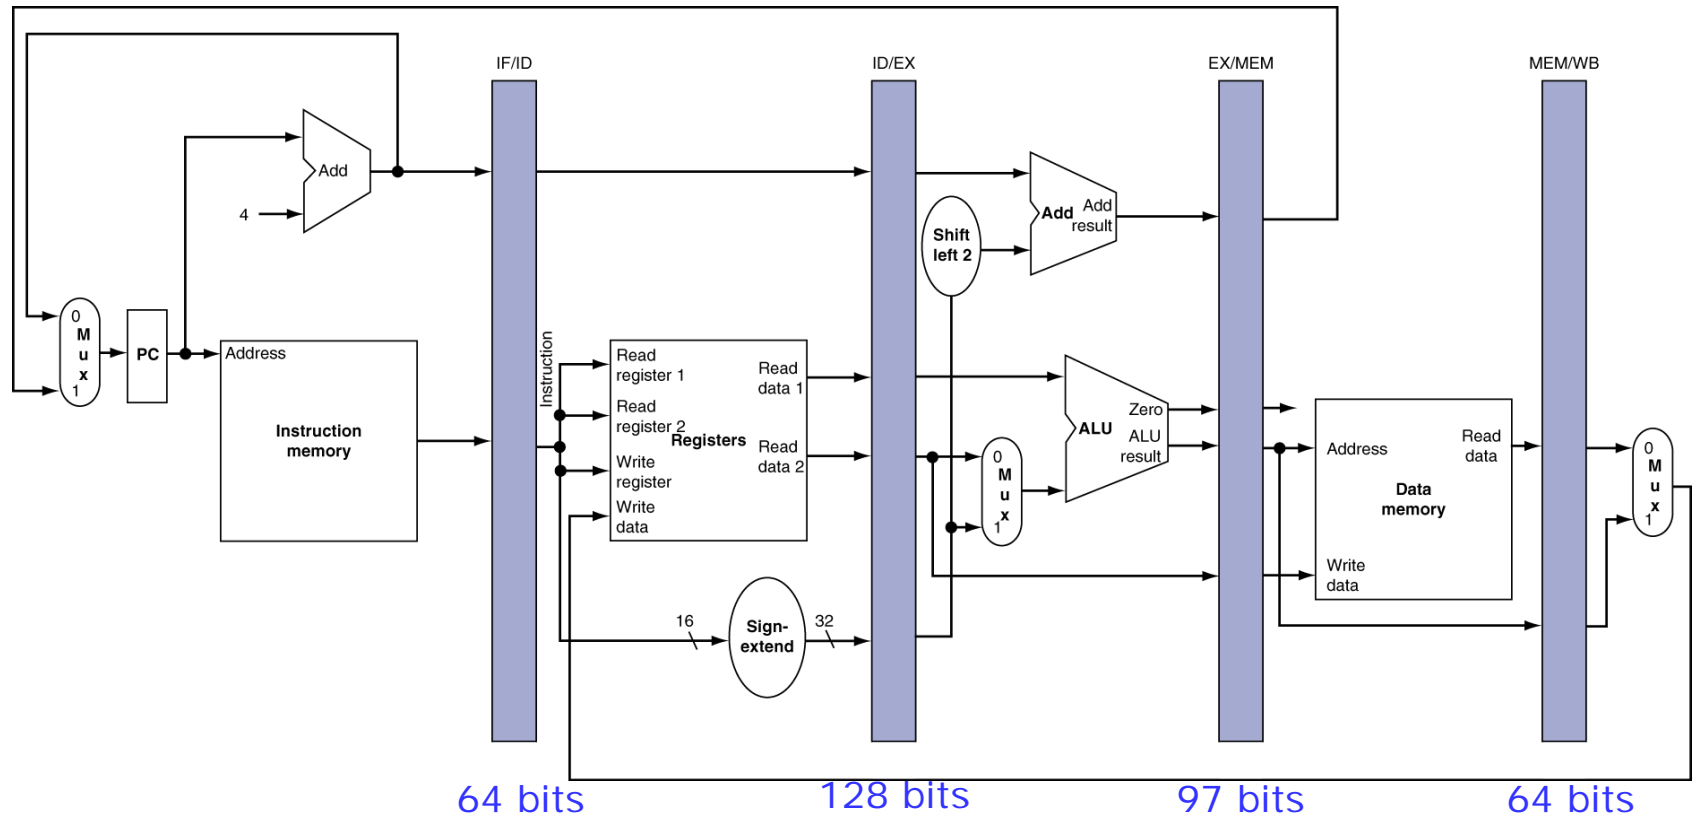 IF/ID
ID/EX
EX/MEM
MEM/WB
Add
4
Add
Add
result
Shift
left 2
0
M
u
x
1
PC
Address
Instruction
memory
Instruction
Read
register 1
Read
register 2
Write
register
Write
data
Registers
Read
data 1
Read
data 2
16
Sign-
extend
32
0
M
u
x
1
ALU
Zero
ALU
result
Address
Read
data
Data
memory
Write
data
0
M
u
x
1
64 bits
128 bits
97 bits
64 bits